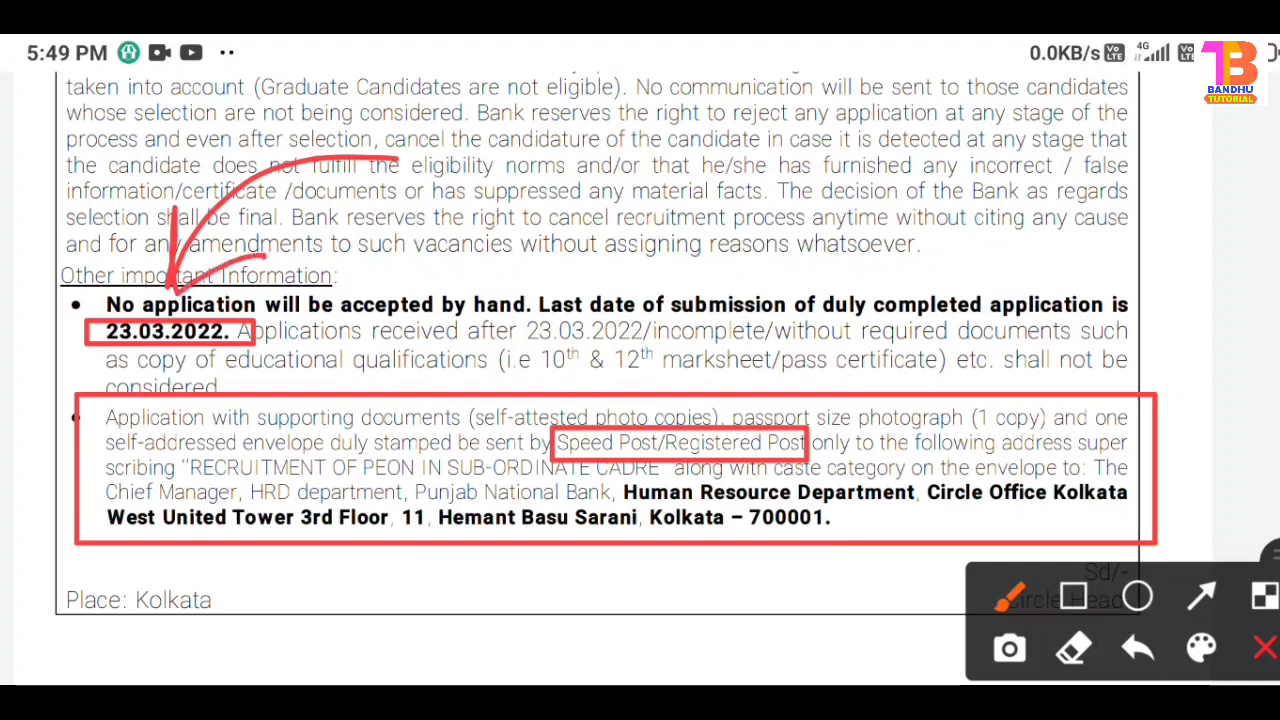 5:49 PM
0.0KB/s Vo LTE 4G Vo LTE
TB
BANDHU
TUTORIAL
taken into account (Graduate Candidates are not eligible). No communication will be sent to those candidates
whose selection are not being considered. Bank reserves the right to reject any application at any stage of the
process and even after selection, cancel the candidature of the candidate in case it is detected at any stage that
the candidate does not fulfill the eligibility norms and/or that he/she has furnished any incorrect / false
information/certificate /documents or has suppressed any material facts. The decision of the Bank as regards
selection shall be final. Bank reserves the right to cancel recruitment process anytime without citing any cause
and for any amendments to such vacancies without assigning reasons whatsoever.
Other important Information:
• No application will be accepted by hand. Last date of submission of duly completed application is
23.03.2022. Applications received after 23.03.2022/incomplete/without required documents such
as copy of educational qualifications (i.e 10th & 12th marksheet/pass certificate) etc. shall not be
considered
• Application with supporting documents (self-attested photo copies), passport size photograph (1 copy) and one
self-addressed envelope duly stamped be sent by Speed Post/Registered Post only to the following address super
scribing "RECRUITMENT OF PEON IN SUB-ORDINATE CADRE" along with caste category on the envelope to: The
Chief Manager, HRD department, Punjab National Bank, Human Resource Department, Circle Office Kolkata
West United Tower 3rd Floor, 11, Hemant Basu Sarani, Kolkata – 700001.
Sd/-
Place: Kolkata Circle Head